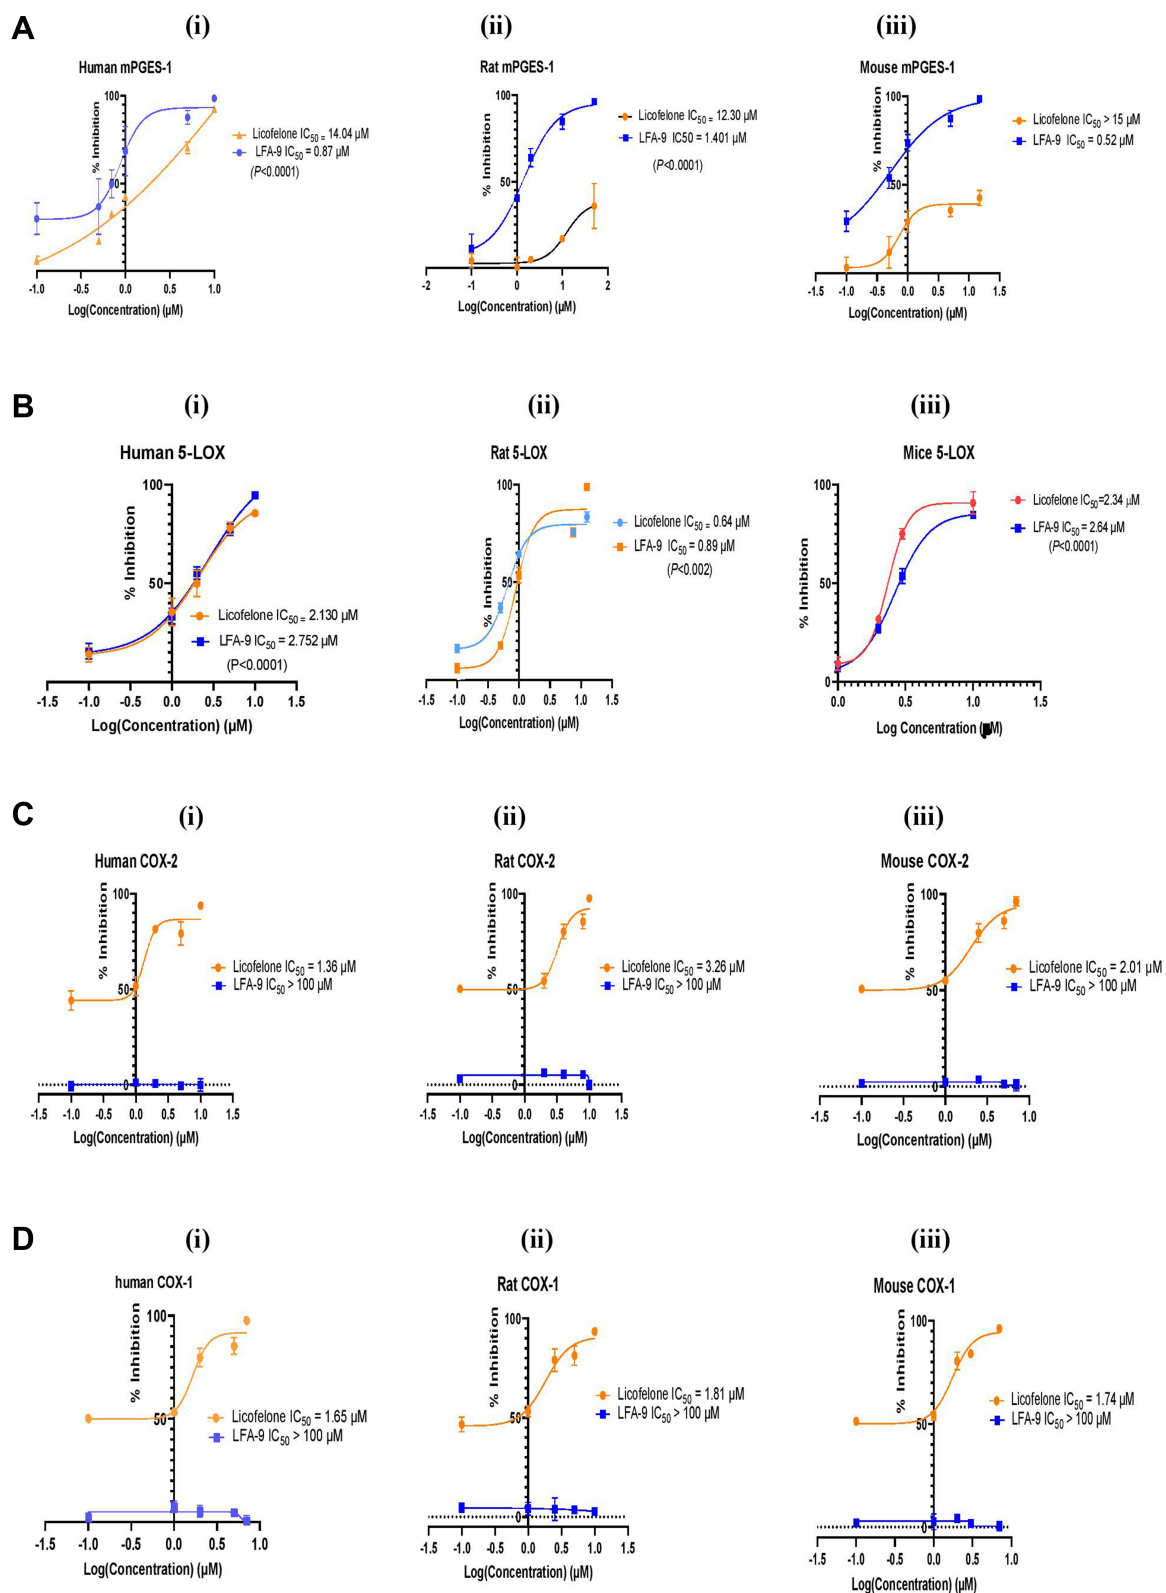 A
(i)
(ii)
(iii)
Human mPGES-1
% Inhibition
100
50
-1.0
-0.5
0.0
0.5
1.0
Log(Concentration) (µM)
Licofelone IC50 = 14.04 µM
LFA-9 IC50 = 0.87 µM
(P<0.0001)
Rat mPGES-1
% Inhibition
100
50
-2
-1
0
1
2
Log(Concentration) (µM)
Licofelone IC50 = 12.30 µM
LFA-9 IC50 = 1.401 µM
(P<0.0001)
Mouse mPGES-1
% Inhibition
100
50
-1.5
-1.0
-0.5
0.0
0.5
1.0
1.5
Log(Concentration) (µM)
Licofelone IC50 > 15 µM
LFA-9 IC50 = 0.52 µM
B
(i)
(ii)
(iii)
Human 5-LOX
% Inhibition
100
50
-1.5
-1.0
-0.5
0.0
0.5
1.0
1.5
Log(Concentration) (µM)
Licofelone IC50 = 2.130 µM
LFA-9 IC50 = 2.752 µM
(P<0.0001)
Rat 5-LOX
% Inhibition
100
50
-1.5
-1.0
-0.5
0.0
0.5
1.0
1.5
Log(Concentration) (µM)
Licofelone IC50 = 0.64 µM
LFA-9 IC50 = 0.89 µM
(P<0.002)
Mice 5-LOX
% Inhibition
100
50
0
0.0
0.5
1.0
1.5
Log Concentration (µM)
Licofelone IC50=2.34 µM
LFA-9 IC50 = 2.64 µM
(P<0.0001)
C
(i)
(ii)
(iii)
Human COX-2
% Inhibition
100
50
0
-1.5
-1.0
-0.5
0.0
0.5
1.0
1.5
Log(Concentration) (µM)
Licofelone IC50 = 1.36 µM
LFA-9 IC50 > 100 µM
Rat COX-2
% Inhibition
100
50
0
-1.5
-1.0
-0.5
0.0
0.5
1.0
1.5
Log(Concentration) (µM)
Licofelone IC50 = 3.26 µM
LFA-9 IC50 > 100 µM
Mouse COX-2
% Inhibition
100
50
0
-1.5
-1.0
-0.5
0.0
0.5
1.0
Log(Concentration) (µM)
Licofelone IC50 = 2.01 µM
LFA-9 IC50 > 100 µM
D
(i)
(ii)
(iii)
human COX-1
% Inhibition
100
50
-1.5
-1.0
-0.5
0.0
0.5
1.0
Log(Concentration) (µM)
Licofelone IC50 = 1.65 µM
LFA-9 IC50 > 100 µM
Rat COX-1
% Inhibition
100
50
0
-1.5
-1.0
-0.5
0.0
0.5
1.0
1.5
Log(Concentration) (µM)
Licofelone IC50 = 1.81 µM
LFA-9 IC50 > 100 µM
Mouse COX-1
% Inhibition
100
50
0
-1.5
-1.0
-0.5
0.0
0.5
1.0
Log(Concentration) (µM)
Licofelone IC50 = 1.74 µM
LFA-9 IC50 > 100 µM